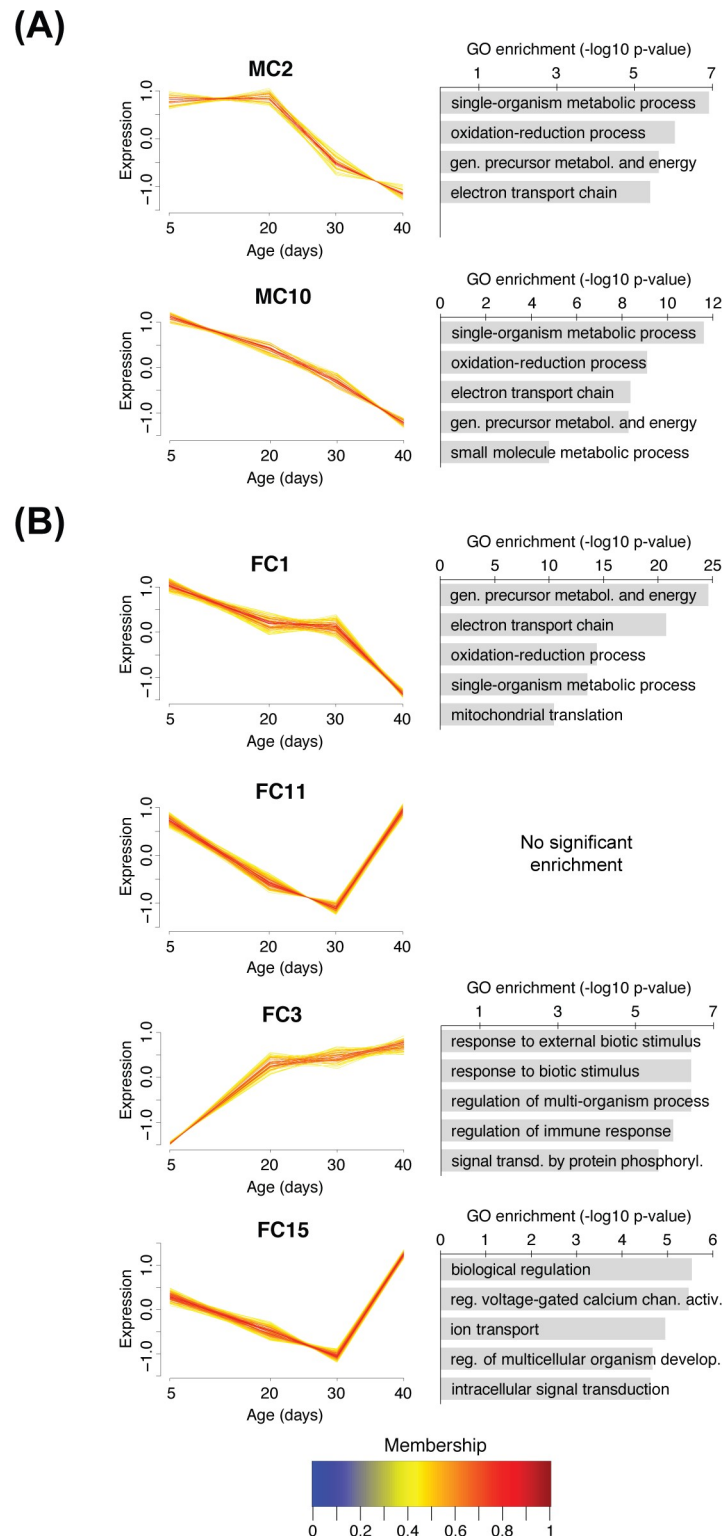 (A)
MC2
Expression
1.0
0.0
−1.0
5 20 30 40
Age (days)
GO enrichment (-log10 p-value)
1 3 5 7
single-organism metabolic process
oxidation-reduction process
gen. precursor metabol. and energy
electron transport chain
MC10
Expression
1.0
0.0
−1.0
5 20 30 40
Age (days)
GO enrichment (-log10 p-value)
0 2 4 6 8 10 12
single-organism metabolic process
oxidation-reduction process
electron transport chain
gen. precursor metabol. and energy
small molecule metabolic process
(B)
FC1
Expression
1.0
0.0
−1.0
5 20 30 40
Age (days)
GO enrichment (-log10 p-value)
0 5 10 15 20 25
gen. precursor metabol. and energy
electron transport chain
oxidation-reduction process
single-organism metabolic process
mitochondrial translation
FC11
Expression
1.0
0.0
−1.0
5 20 30 40
Age (days)
No significant
enrichment
FC3
Expression
1.0
0.0
−1.0
5 20 30 40
Age (days)
GO enrichment (-log10 p-value)
1 3 5 7
response to external biotic stimulus
response to biotic stimulus
regulation of multi-organism process
regulation of immune response
signal transd. by protein phosphoryl.
FC15
Expression
1.0
0.0
−1.0
5 20 30 40
Age (days)
GO enrichment (-log10 p-value)
0 1 2 3 4 5 6
biological regulation
reg. voltage-gated calcium chan. activ.
ion transport
reg. of multicellular organism develop.
intracellular signal transduction
Membership
0 0.2 0.4 0.6 0.8 1